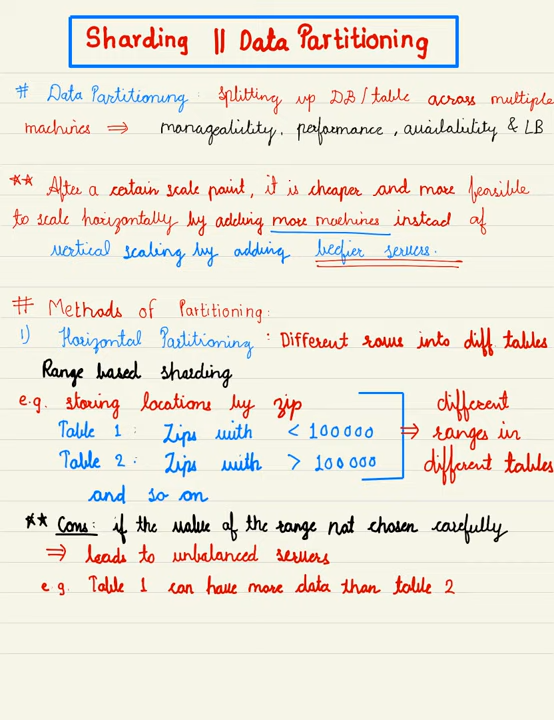 Sharding || Data Partitioning
# Data Partitioning : Splitting up DB/table across multiple
machines ⇒ manageability, performance, availability & LB
** After a certain scale point, it is cheaper and more feasible
to scale horizontally by adding more machines instead of
vertical scaling by adding beefier servers.
# Methods of Partitioning:
1) Horizontal Partitioning : Different rows into diff tables
Range based sharding
e.g. storing locations by zip
Table 1 : Zips with < 100000
Table 2 : Zips with > 100000
and so on
⇒ different
ranges in
different tables
** Cons: if the value of the range not chosen carefully
⇒ leads to unbalanced servers
e.g. Table 1 can have more data than table 2